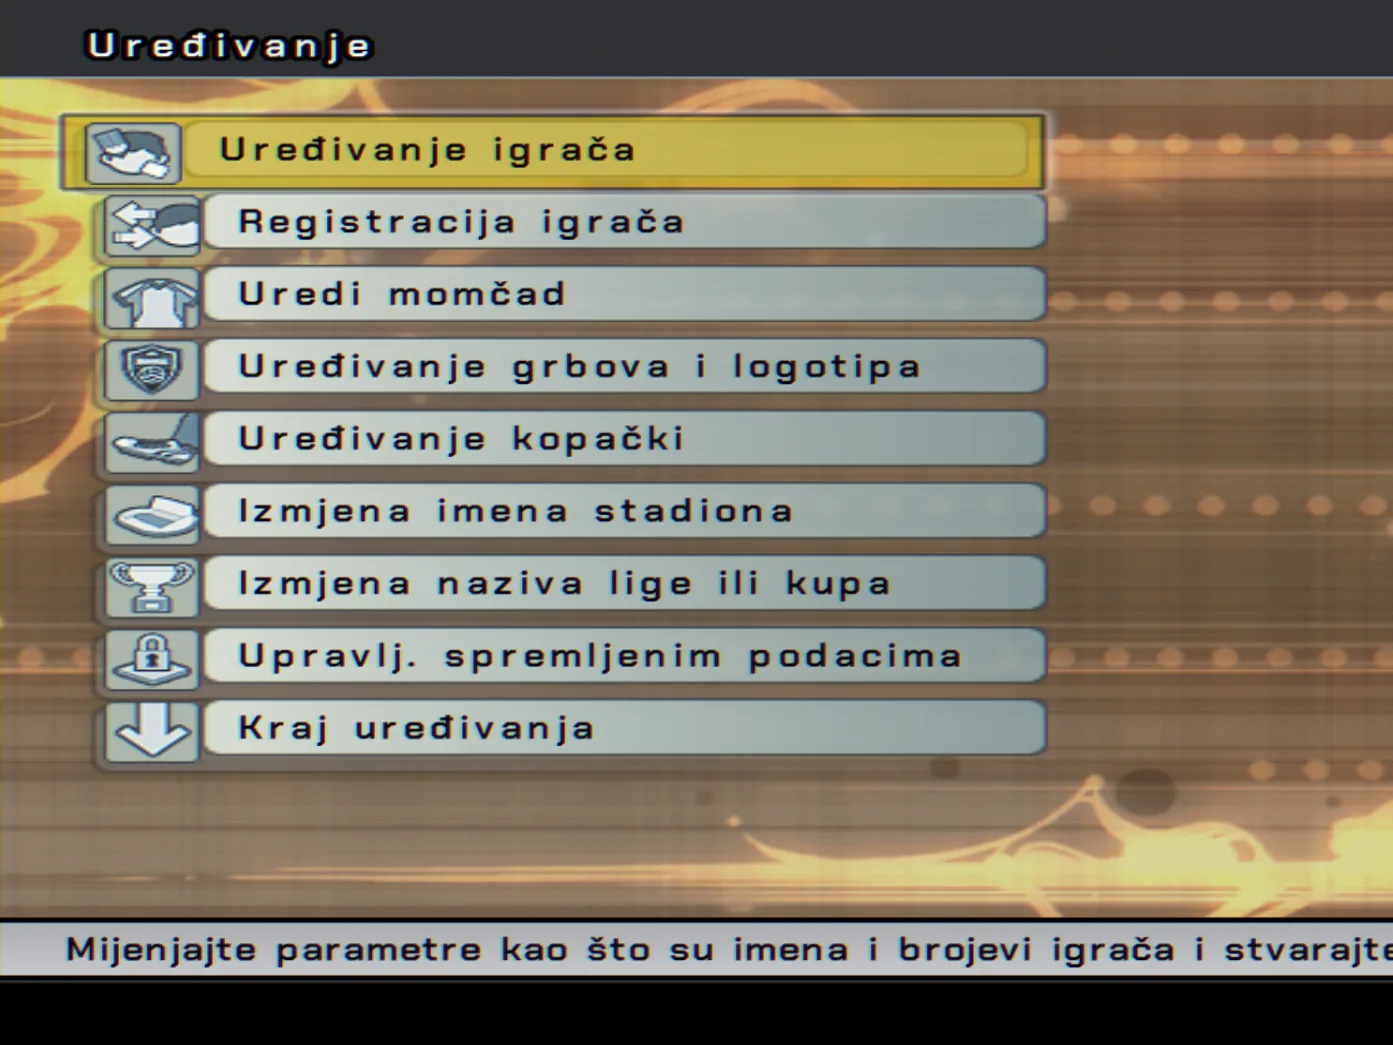 Uređivanje
Uređivanje igrača
Registracija igrača
Uredi momčad
Uređivanje grbova i logotipa
Uređivanje kopački
Izmjena imena stadiona
Izmjena naziva lige ili kupa
Upravlj. spremljenim podacima
Kraj uređivanja
Mijenjajte parametre kao što su imena i brojevi igrača i stvarajte